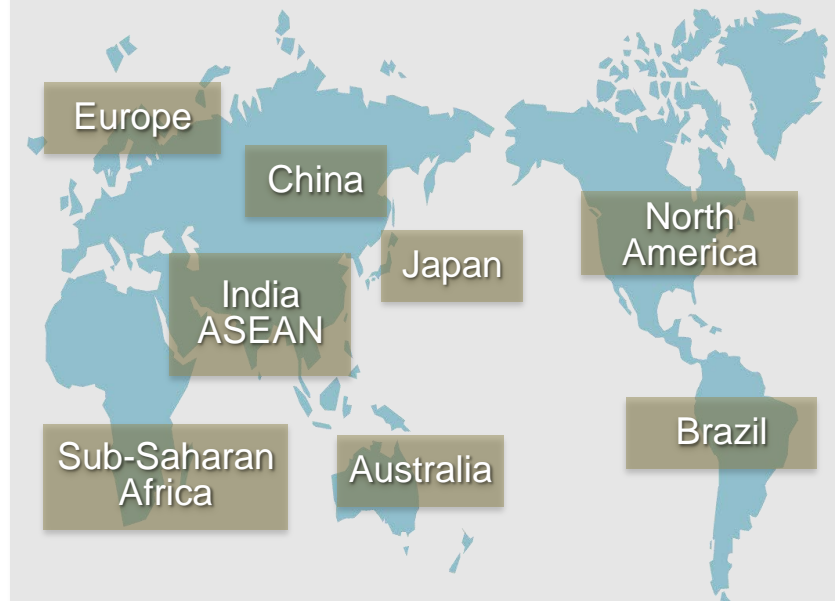 Europe
China
North
America
Japan
India
ASEAN
Brazil
Sub-Saharan
Africa
Australia